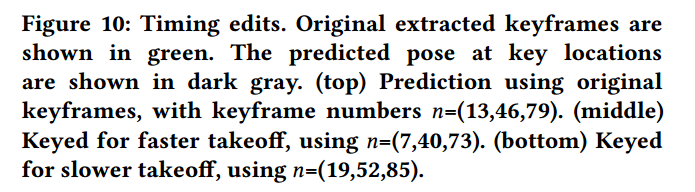 Figure 10: Timing edits. Original extracted keyframes are
shown in green. The predicted pose at key locations
are shown in dark gray. (top) Prediction using original
keyframes, with keyframe numbers n=(13,46,79). (middle)
Keyed for faster takeoff, using n=(7,40,73). (bottom) Keyed
for slower takeoff, using n=(19,52,85).